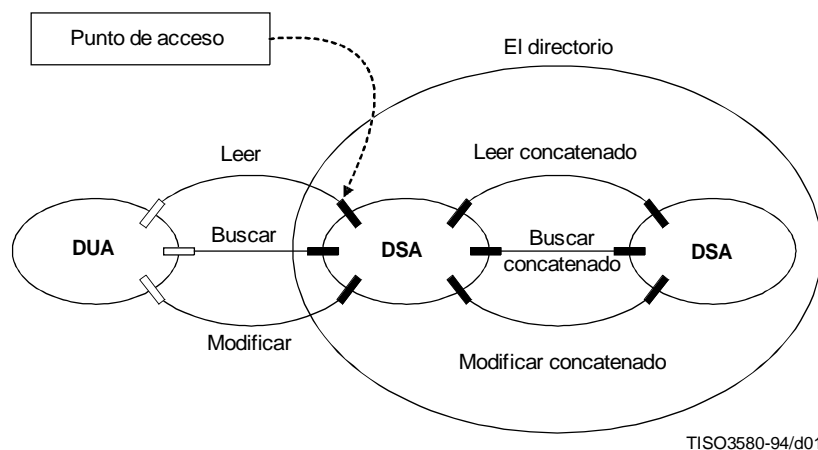 Punto de acceso
El directorio
Leer
Leer concatenado
DUA
Buscar
DSA
Buscar
concatenado
DSA
Modificar
Modificar concatenado
TISO3580-94/d01